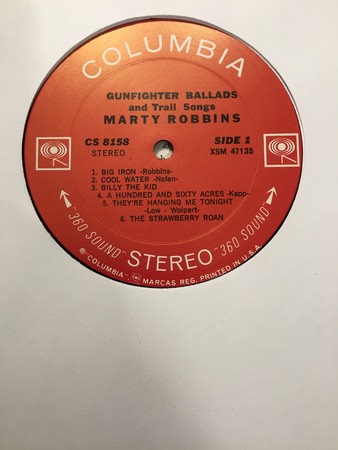 COLUMBIA
GUNFIGHTER BALLADS
and Trail Songs
MARTY ROBBINS
CS 8158
STEREO
SIDE 1
XSM 47135
1. BIG IRON -Robbins-
2. COOL WATER -Nolan-
3. BILLY THE KID
4. A HUNDRED AND SIXTY ACRES -Kapp-
5. THEY'RE HANGING ME TONIGHT
-Low - Wolpert-
6. THE STRAWBERRY ROAN
"360 SOUND" STEREO "360 SOUND"
® "COLUMBIA", MARCAS REG. PRINTED IN U.S.A.